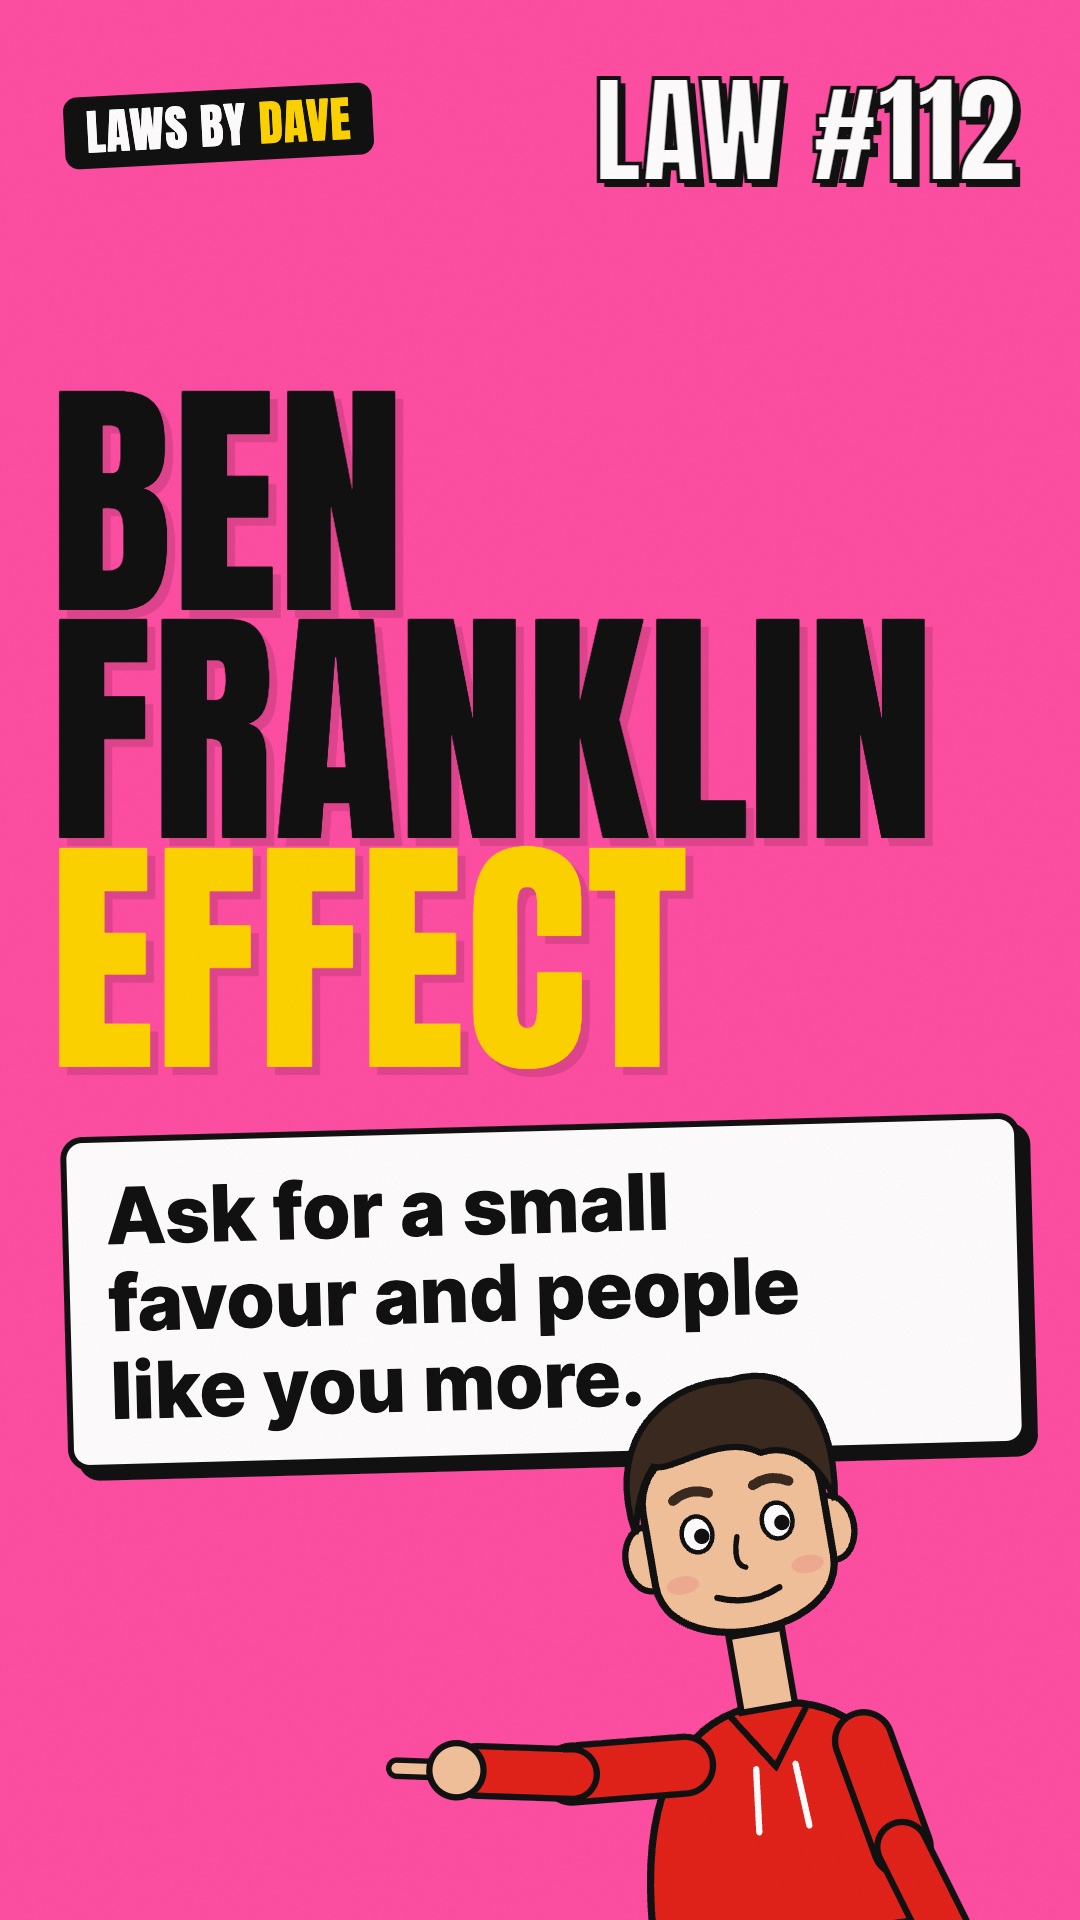 LAWS BY DAVE
LAW #112
BEN
FRANKLIN
EFFECT
Ask for a small
favour and people
like you more.